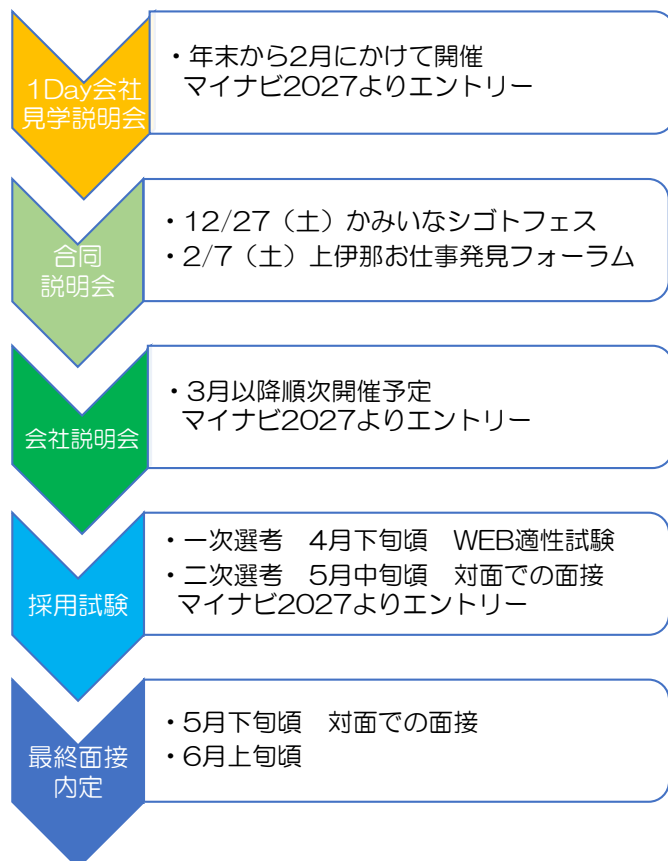 1Day会社
見学説明会
・年末から2月にかけて開催
マイナビ2027よりエントリー
合同
説明会
・12/27（土）かみいなシゴトフェス
・2/7（土）上伊那お仕事発見フォーラム
会社説明会
・3月以降順次開催予定
マイナビ2027よりエントリー
採用試験
・一次選考　4月下旬頃　WEB適性試験
・二次選考　5月中旬頃　対面での面接
マイナビ2027よりエントリー
最終面接
内定
・5月下旬頃　対面での面接
・6月上旬頃